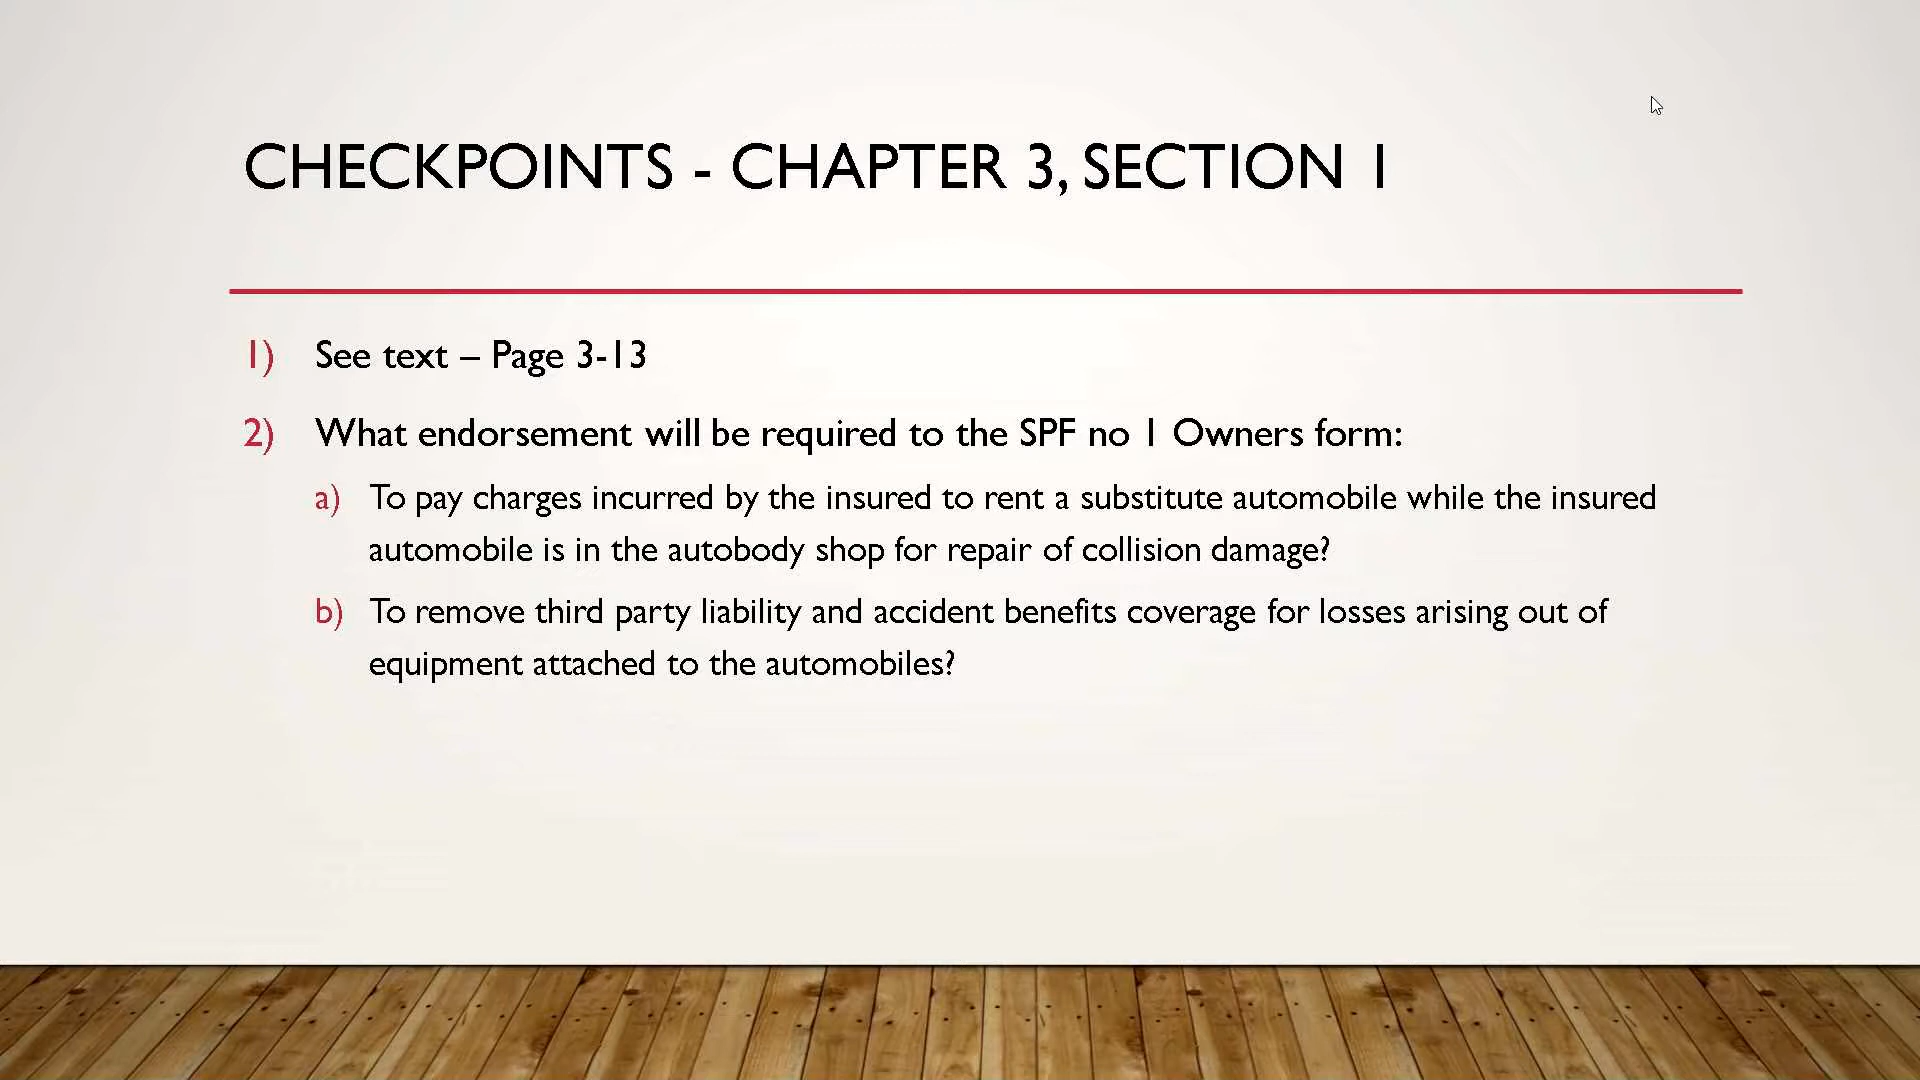 CHECKPOINTS - CHAPTER 3, SECTION 1
1) See text – Page 3-13
2) What endorsement will be required to the SPF no 1 Owners form:
a) To pay charges incurred by the insured to rent a substitute automobile while the insured
automobile is in the autobody shop for repair of collision damage?
b) To remove third party liability and accident benefits coverage for losses arising out of
equipment attached to the automobiles?